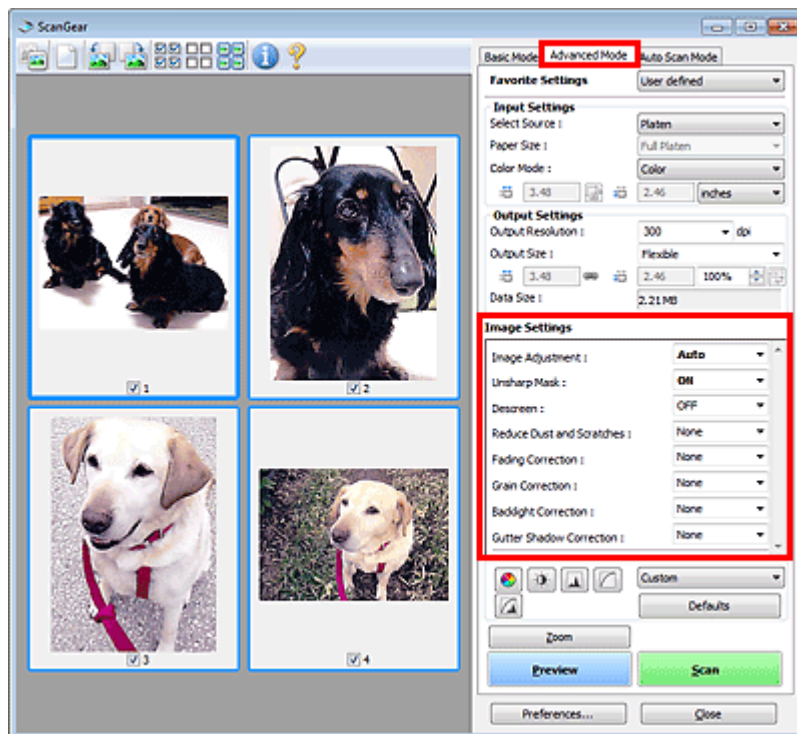 ScanGear
Basic Mode Advanced Mode Auto Scan Mode
Favorite Settings User defined
Input Settings
Select Source : Platen
Paper Size : Full Platen
Color Mode : Color
3.48 2.46 inches
Output Settings
Output Resolution : 300 dpi
Output Size : Flexible
3.48 2.46 100%
Data Size : 2.21 MB
Image Settings
Image Adjustment : Auto
Unsharp Mask : ON
Descreen : OFF
Reduce Dust and Scratches : None
Fading Correction : None
Grain Correction : None
Backlight Correction : None
Gutter Shadow Correction : None
Custom
Defaults
Zoom
Preview Scan
Preferences... Close
1 2
3 4